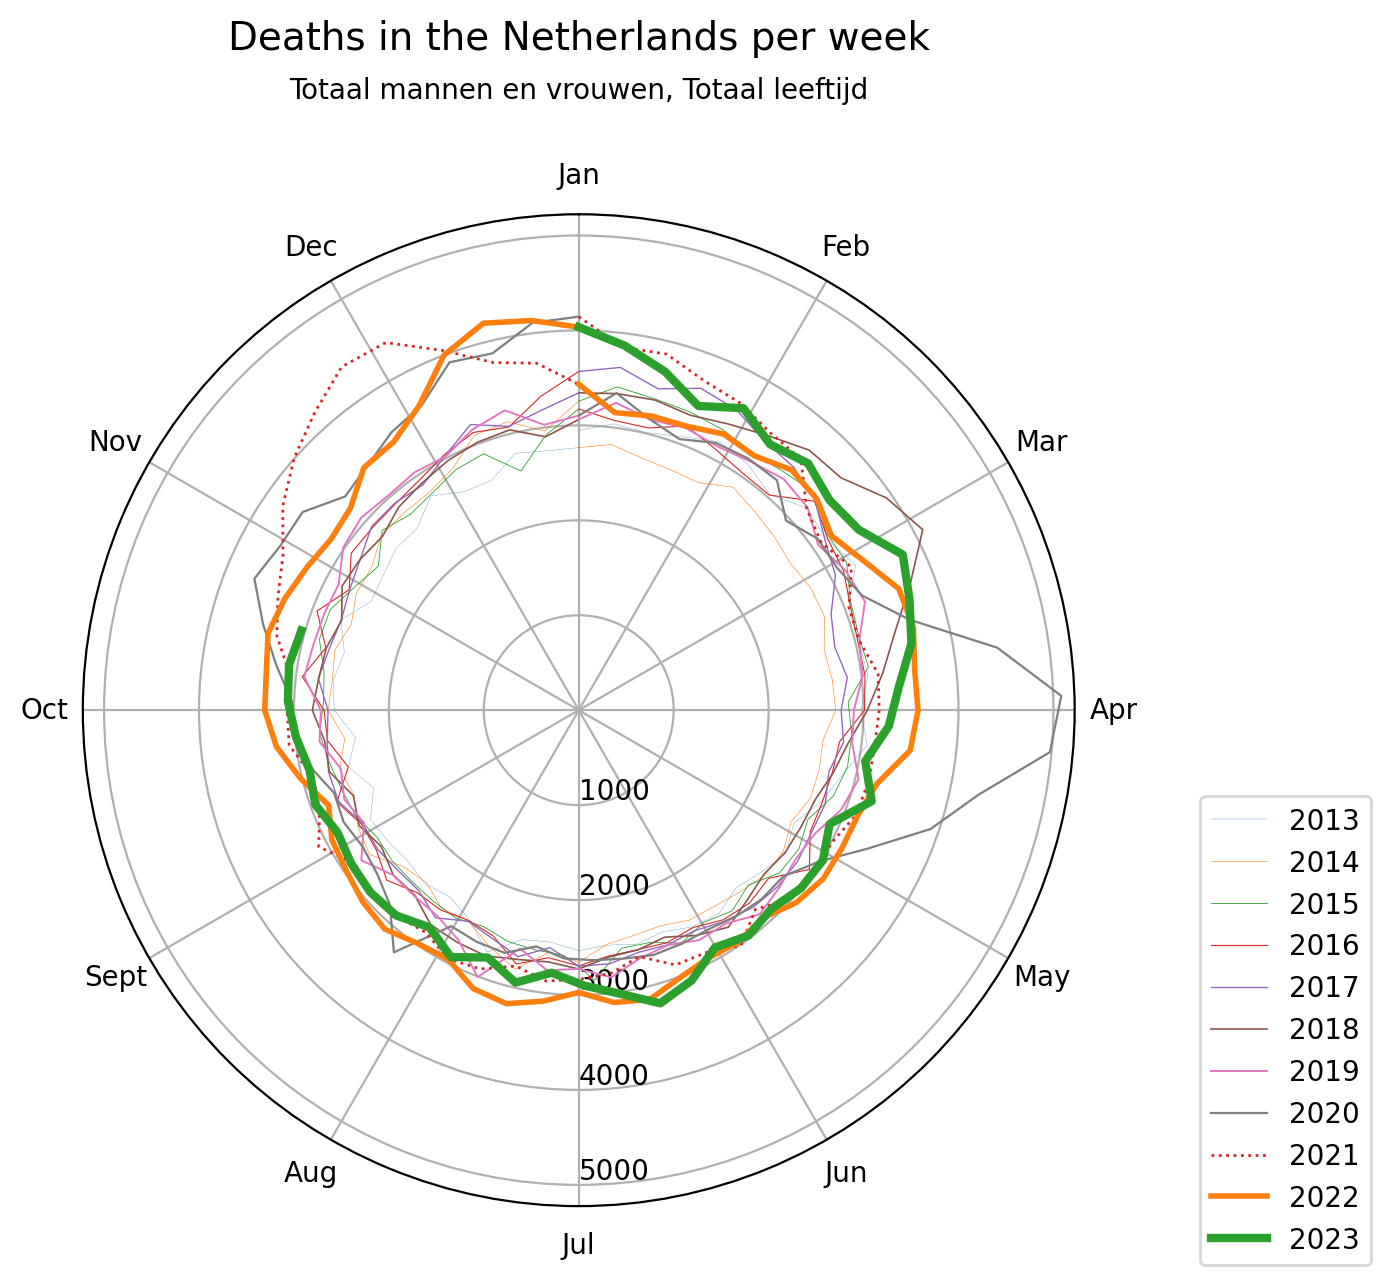 Deaths in the Netherlands per week
Totaal mannen en vrouwen, Totaal leeftijd
Jan
Feb
Mar
Apr
May
Jun
Jul
Aug
Sept
Oct
Nov
Dec
1000
2000
3000
4000
5000
2013
2014
2015
2016
2017
2018
2019
2020
2021
2022
2023